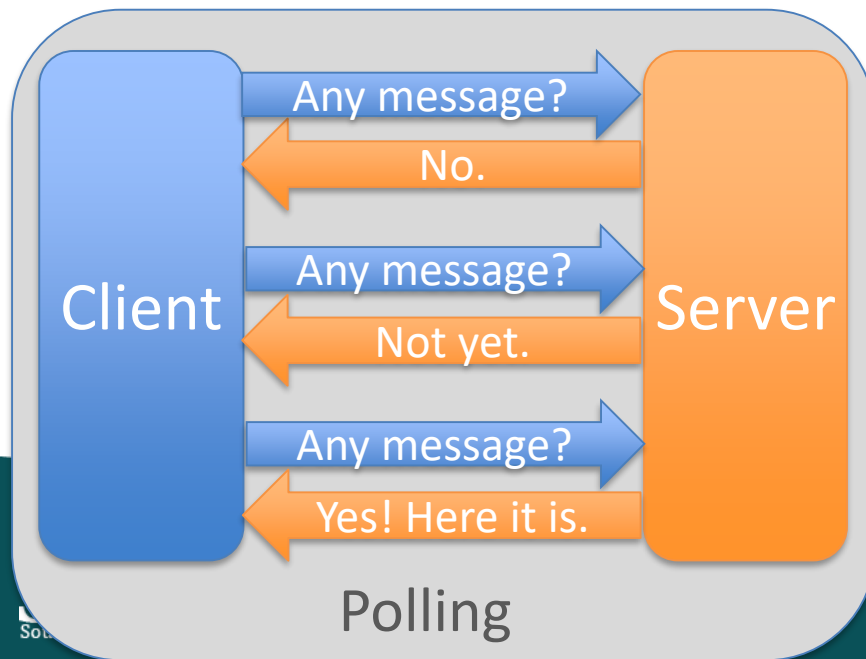 Any message?
No.
Any message?
Client
Server
Not yet.
Any message?
Yes! Here it is.
Polling